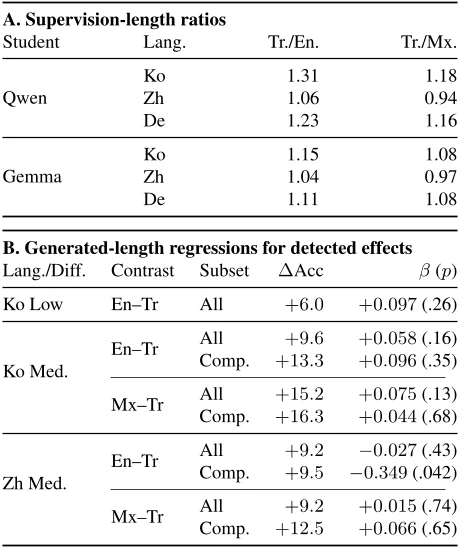 A. Supervision-length ratios
Student Lang. Tr./En. Tr./Mx.
Ko 1.31 1.18
Qwen Zh 1.06 0.94
De 1.23 1.16
Ko 1.15 1.08
Gemma Zh 1.04 0.97
De 1.11 1.08
B. Generated-length regressions for detected effects
Lang./Diff. Contrast Subset ΔAcc β (p)
Ko Low En–Tr All +6.0 +0.097 (.26)
Ko Med. En–Tr All +9.6 +0.058 (.16)
Comp. +13.3 +0.096 (.35)
Mx–Tr All +15.2 +0.075 (.13)
Comp. +16.3 +0.044 (.68)
Zh Med. En–Tr All +9.2 −0.027 (.43)
Comp. +9.5 −0.349 (.042)
Mx–Tr All +9.2 +0.015 (.74)
Comp. +12.5 +0.066 (.65)